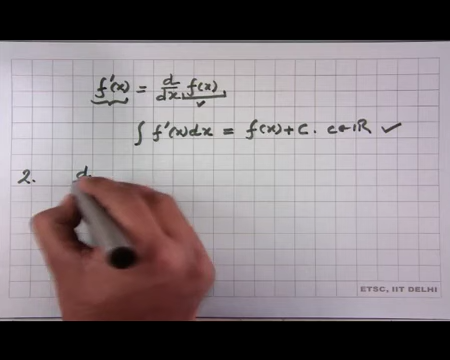 f'(x) = d/dx f(x)
∫ f'(x)dx = f(x) + C . c ∈ ℝ ✓
2. d
ETSC, IIT DELHI